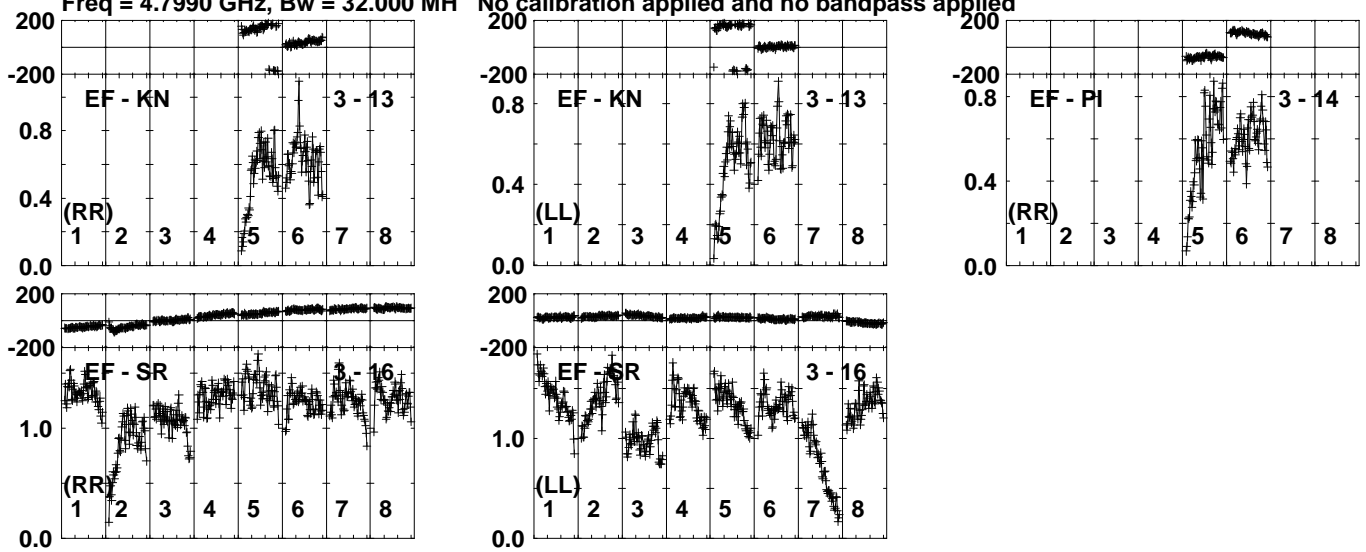 Freq = 4.7990 GHz, Bw = 32.000 MH No calibration applied and no bandpass applied
200
-200
EF - KN 3 - 13
0.8
0.4
0.0
(RR)
1 2 3 4 5 6 7 8
200
-200
EF - KN 3 - 13
0.8
0.4
0.0
(LL)
1 2 3 4 5 6 7 8
200
-200
EF - PI 3 - 14
0.8
0.4
0.0
(RR)
1 2 3 4 5 6 7 8
200
-200
EF - SR 3 - 16
1.0
0.0
(RR)
1 2 3 4 5 6 7 8
200
-200
EF - SR 3 - 16
1.0
0.0
(LL)
1 2 3 4 5 6 7 8